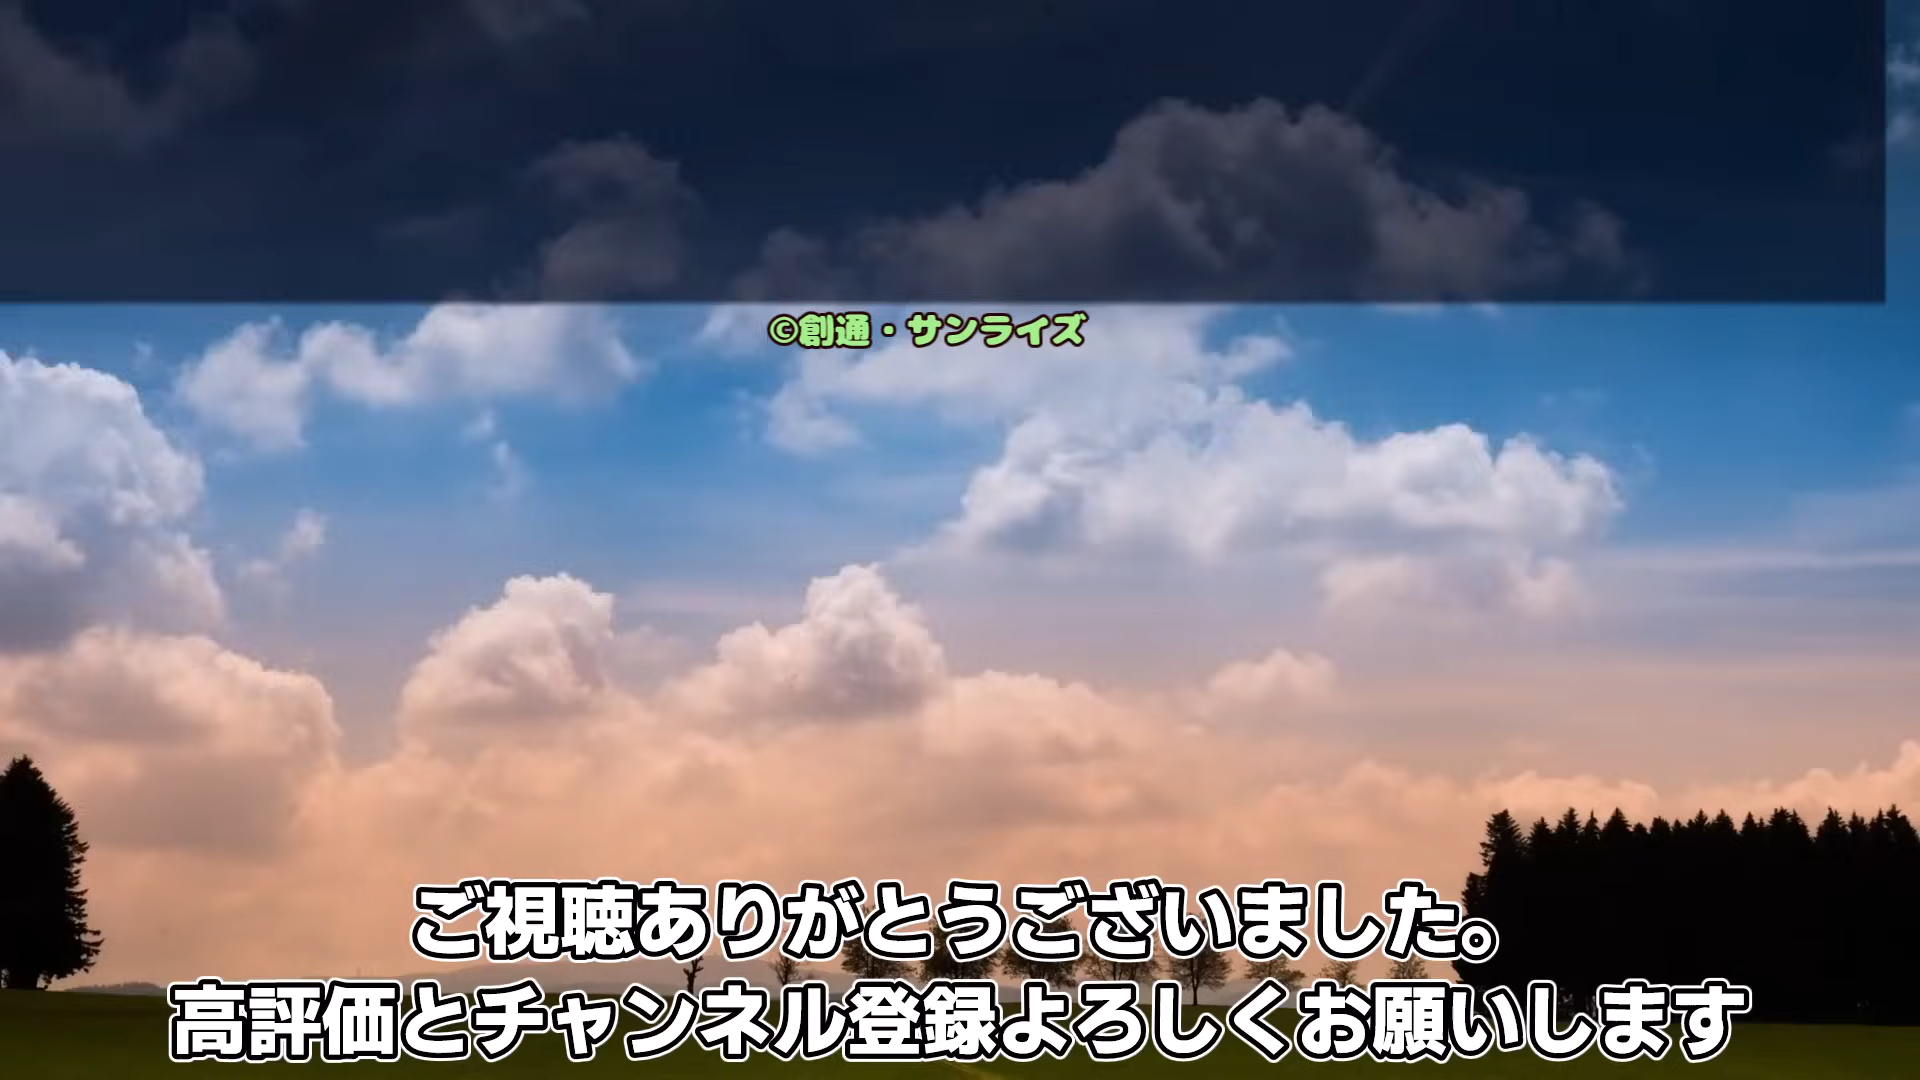 ©創通・サンライズ
ご視聴ありがとうございました。
高評価とチャンネル登録よろしくお願いします